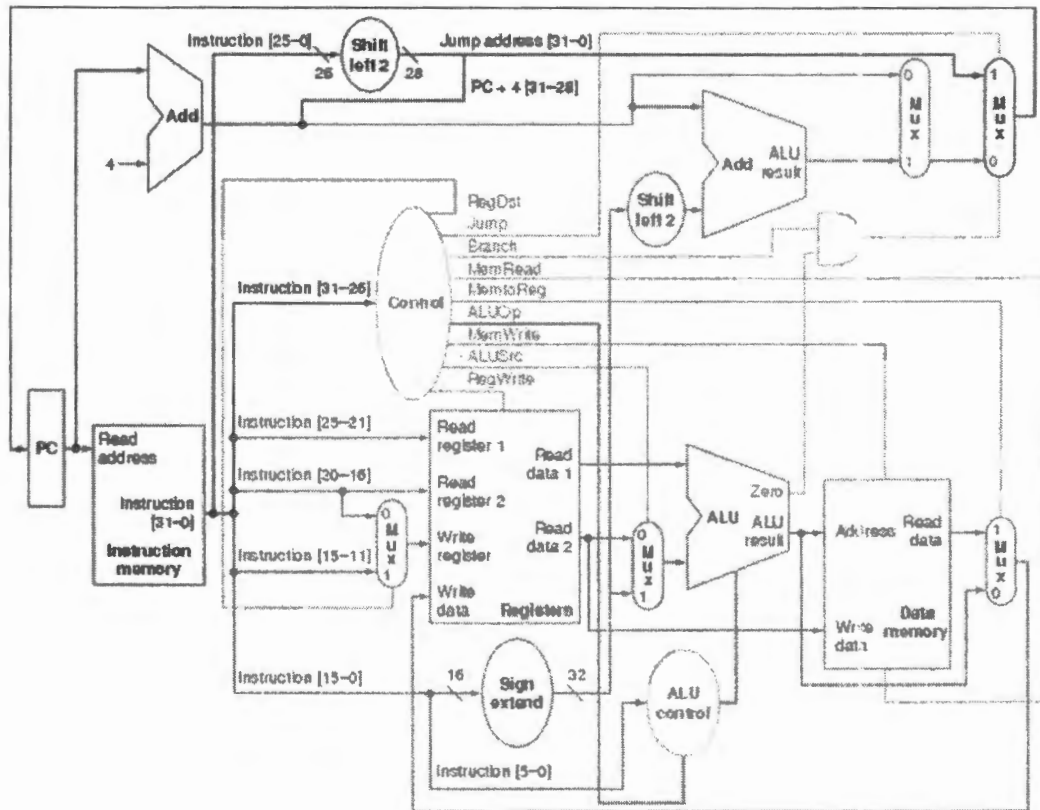 Instruction [25–0]
26
Shift
left 2
28
Jump address [31–0]
PC + 4 [31–28]
Add
4
0
M
u
x
1
1
M
u
x
0
Add
ALU
result
Shift
left 2
RegDst
Jump
Branch
MemRead
MemtoReg
ALUOp
MemWrite
ALUSrc
RegWrite
Control
Instruction [31–26]
PC
Read
address
Instruction
[31–0]
Instruction
memory
Instruction [25–21]
Instruction [20–16]
Instruction [15–11]
0
M
u
x
1
Read
register 1
Read
register 2
Write
register
Write
data
Read
data 1
Read
data 2
Registers
0
M
u
x
1
Zero
ALU
ALU
result
Address
Read
data
Write
data
Data
memory
1
M
u
x
0
Instruction [15–0]
16
Sign
extend
32
ALU
control
Instruction [5–0]